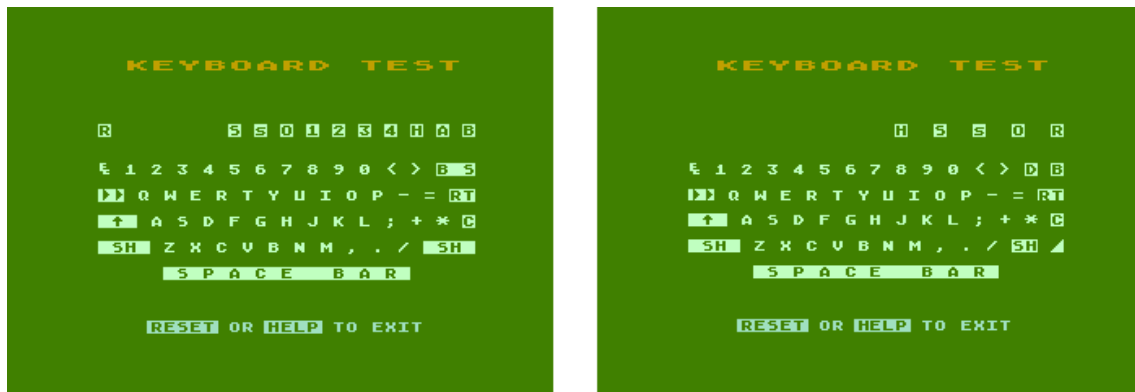 KEYBOARD TEST
R S s O 1 2 3 4 H A B
E 1 2 3 4 5 6 7 8 9 0 < > B S
Q W E R T Y U I O P - = RT
↑ A S D F G H J K L ; + * C
SH Z X C V B N M , . / SH
SPACE BAR
RESET OR HELP TO EXIT
KEYBOARD TEST
H S s O R
E 1 2 3 4 5 6 7 8 9 0 < > D B
Q W E R T Y U I O P - = RT
↑ A S D F G H J K L ; + * C
SH Z X C V B N M , . / SH
SPACE BAR
RESET OR HELP TO EXIT